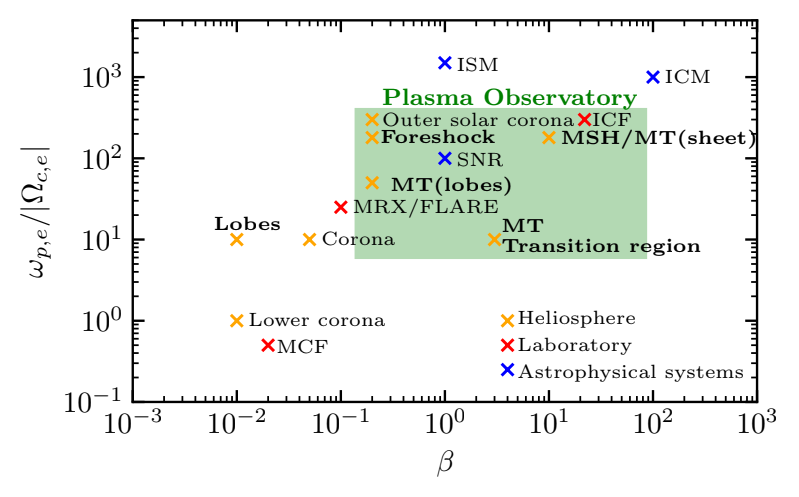 10³
10²
10¹
10⁰
10⁻¹
ω_{p,e}/|Ω_{c,e}|
ISM
ICM
Plasma Observatory
Outer solar corona
ICF
Foreshock
MSH/MT(sheet)
SNR
MT(lobes)
MRX/FLARE
Lobes
MT
Corona
Transition region
Lower corona
Heliosphere
MCF
Laboratory
Astrophysical systems
10⁻³ 10⁻² 10⁻¹ 10⁰ 10¹ 10² 10³
β